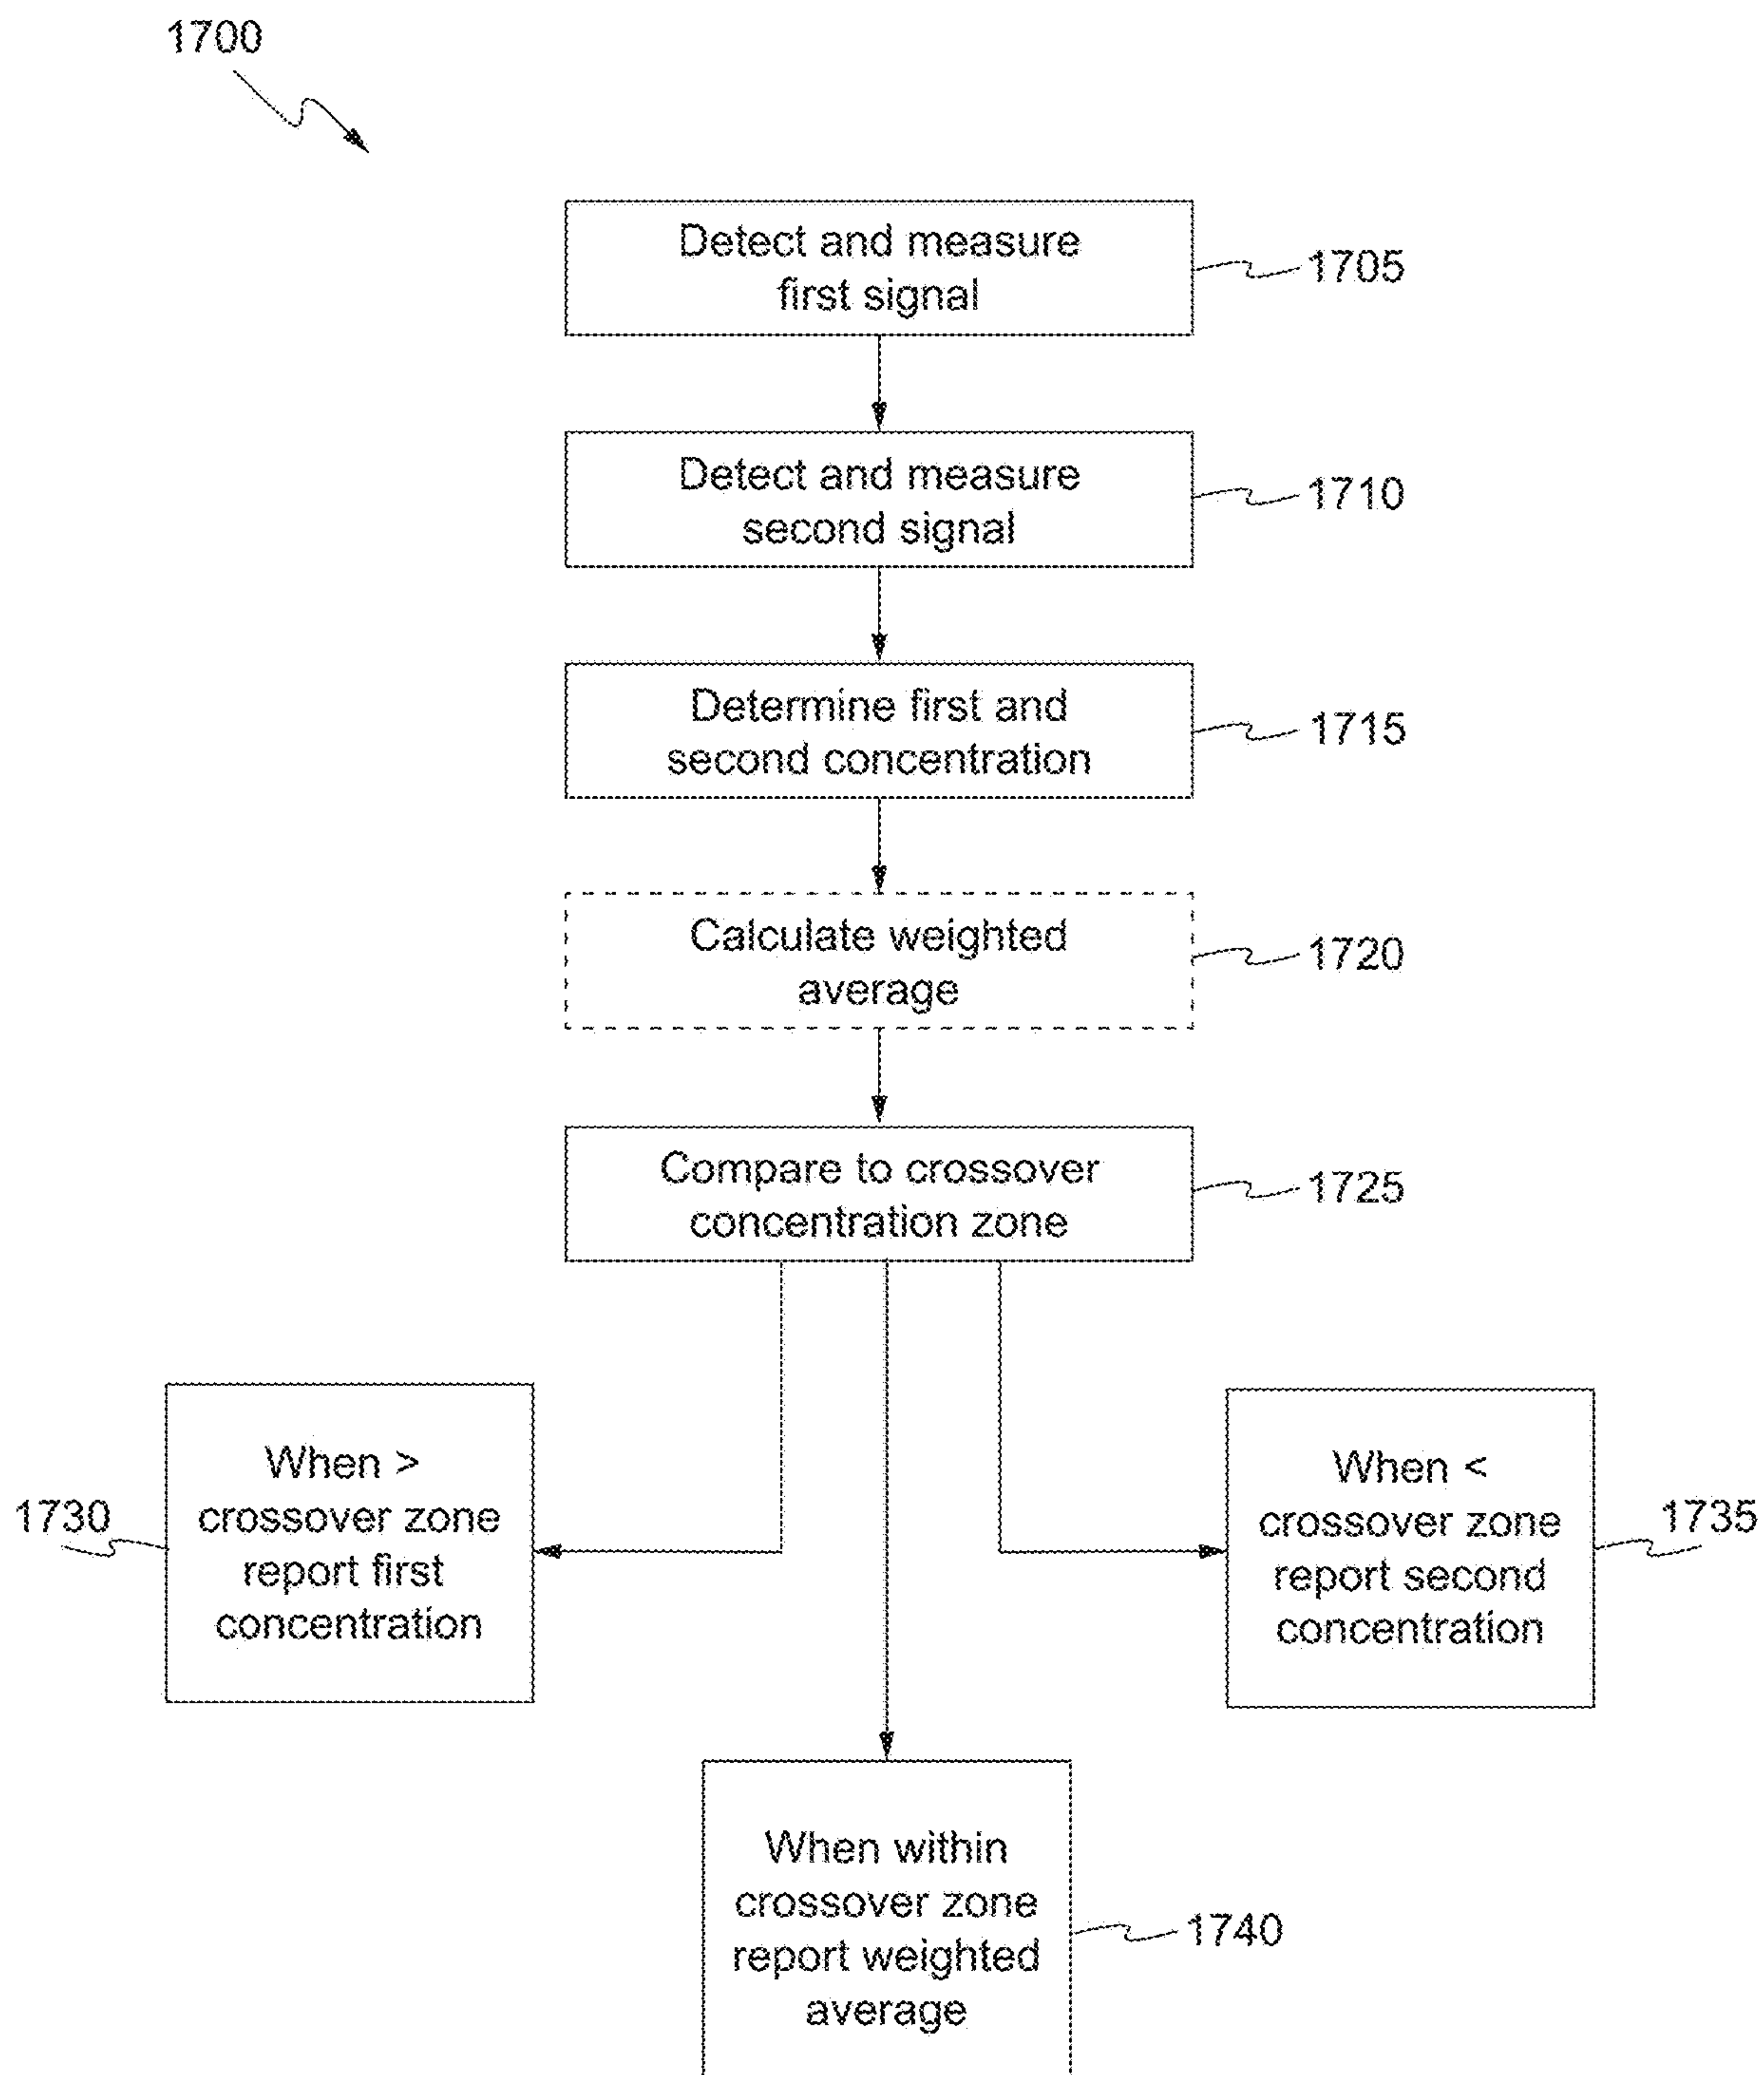 1700
Detect and measure
first signal
1705
Detect and measure
second signal
1710
Determine first and
second concentration
1715
Calculate weighted
average
1720
Compare to crossover
concentration zone
1725
When >
crossover zone
report first
concentration
1730
When <
crossover zone
report second
concentration
1735
When within
crossover zone
report weighted
average
1740